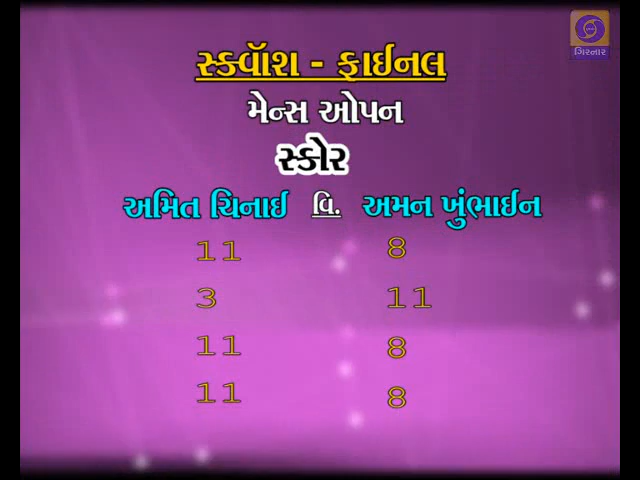 ગિરનાર
સ્ક્વૉશ - ફાઈનલ
મેન્સ ઓપન
સ્કોર
અમિત ચિનાઈ વિ. અમન ખુંભાઈન
11 8
3 11
11 8
11 8